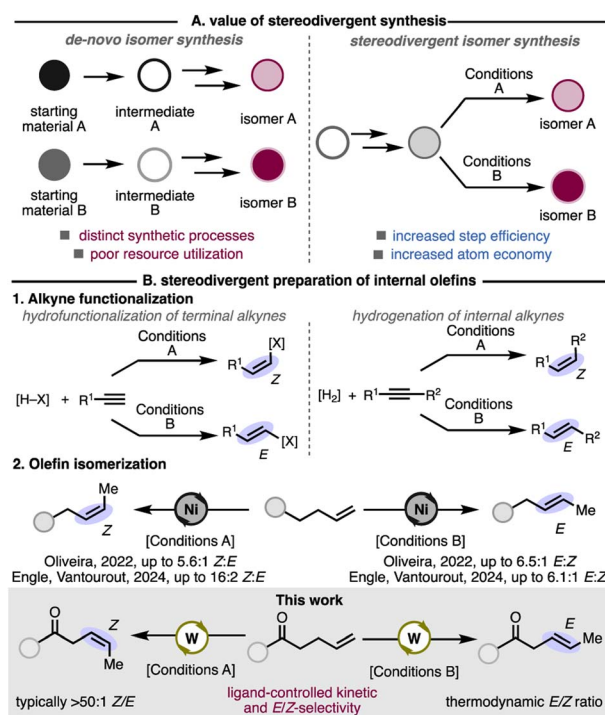 A. value of stereodivergent synthesis
de-novo isomer synthesis
starting
material A
intermediate
A
isomer A
starting
material B
intermediate
B
isomer B
distinct synthetic processes
poor resource utilization
stereodivergent isomer synthesis
Conditions
A
isomer A
Conditions
B
isomer B
increased step efficiency
increased atom economy
B. stereodivergent preparation of internal olefins
1. Alkyne functionalization
hydrofunctionalization of terminal alkynes
Conditions
A
R1
[X]
Z
[H–X] + R1
Conditions
B
R1
[X]
E
hydrogenation of internal alkynes
Conditions
A
R1
R2
Z
[H2] + R1
R2
Conditions
B
R1
R2
E
2. Olefin isomerization
Me
Z
Ni
[Conditions A]
Ni
[Conditions B]
E
Me
Oliveira, 2022, up to 5.6:1 Z:E
Engle, Vantourout, 2024, up to 16:2 Z:E
Oliveira, 2022, up to 6.5:1 E:Z
Engle, Vantourout, 2024, up to 6.1:1 E:Z
This work
O
Z
Me
W
[Conditions A]
O
W
[Conditions B]
O
E
Me
typically >50:1 Z/E
ligand-controlled kinetic
and E/Z-selectivity
thermodynamic E/Z ratio